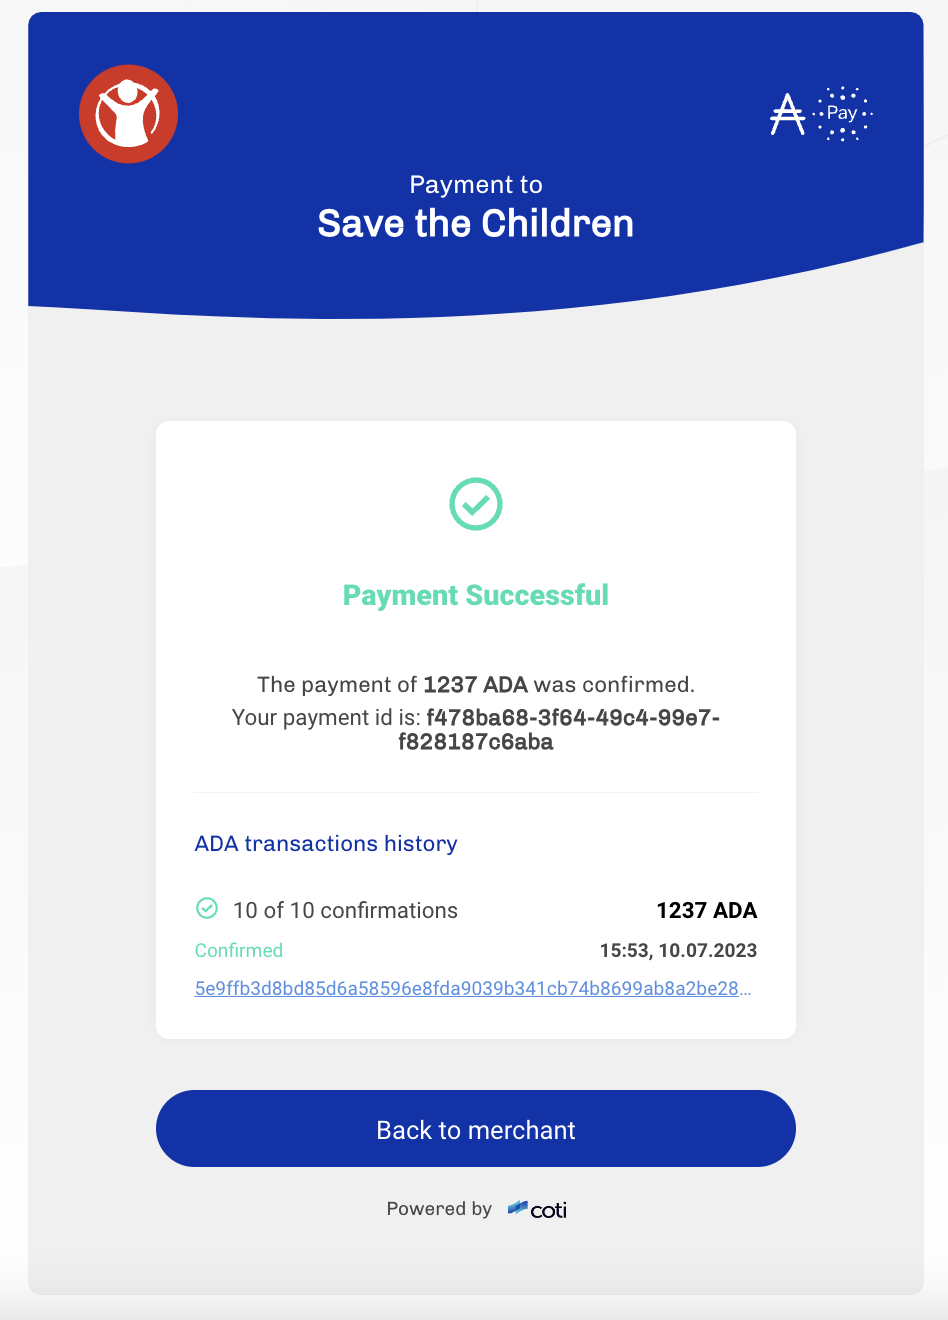 Pay
Payment to
Save the Children
Payment Successful
The payment of 1237 ADA was confirmed.
Your payment id is: f478ba68-3f64-49c4-99e7-
f828187c6aba
ADA transactions history
10 of 10 confirmations 1237 ADA
Confirmed 15:53, 10.07.2023
5e9ffb3d8bd85d6a58596e8fda9039b341cb74b8699ab8a2be28...
Back to merchant
Powered by coti